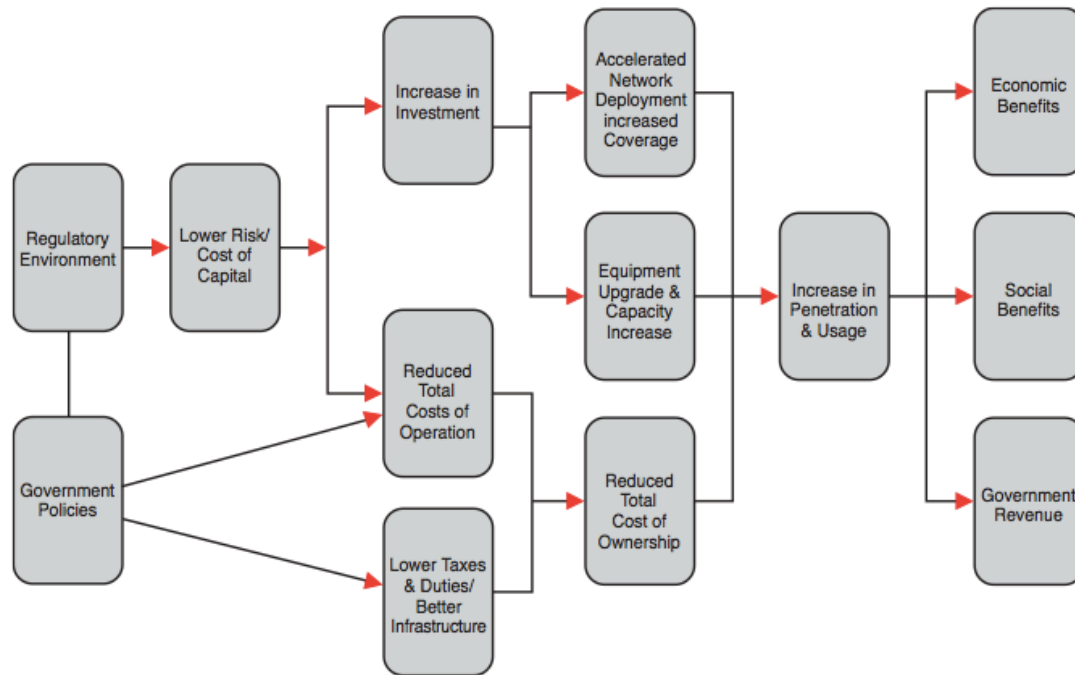 Regulatory
Environment
Government
Policies
Lower Risk/
Cost of
Capital
Increase in
Investment
Reduced
Total
Costs of
Operation
Lower Taxes
& Duties/
Better
Infrastructure
Accelerated
Network
Deployment
increased
Coverage
Equipment
Upgrade &
Capacity
Increase
Reduced
Total
Cost of
Ownership
Increase in
Penetration
& Usage
Economic
Benefits
Social
Benefits
Government
Revenue